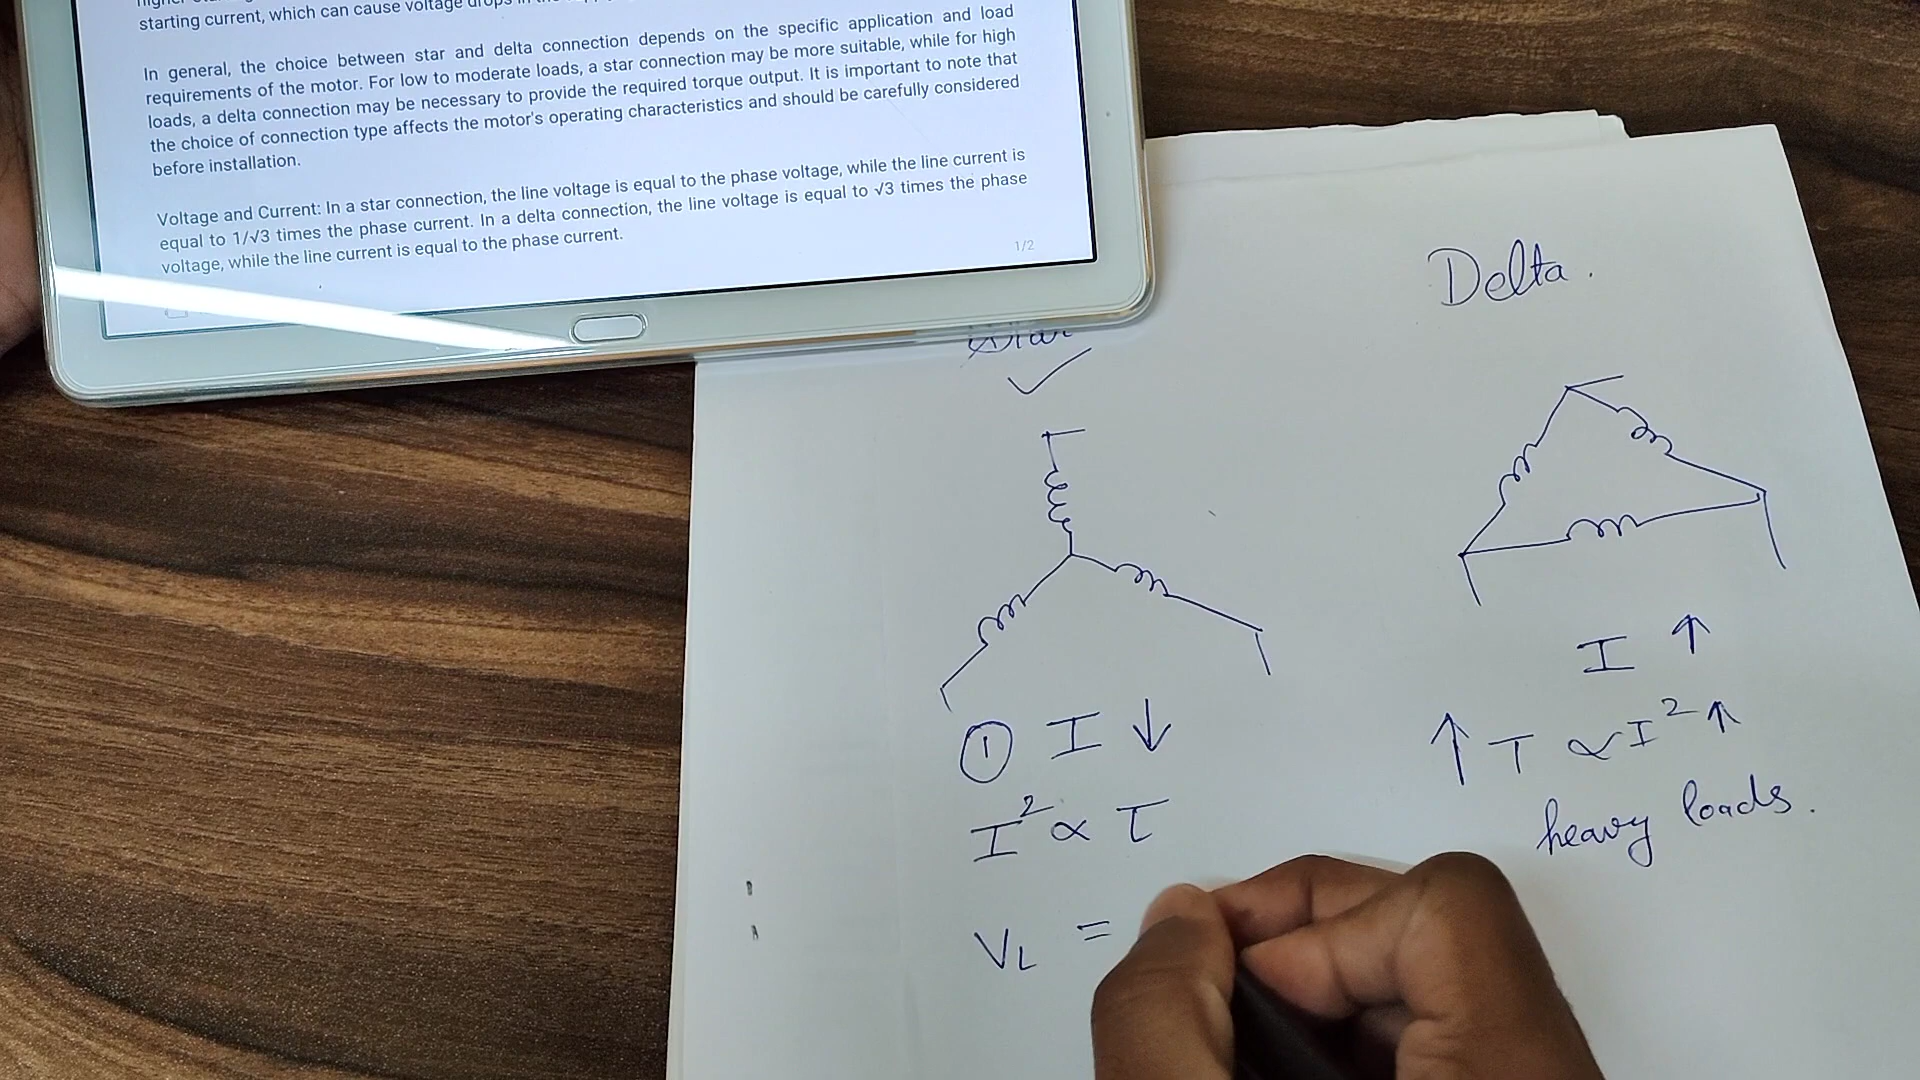 starting current, which can cause voltage drops in the
In general, the choice between star and delta connection depends on the specific application and load
requirements of the motor. For low to moderate loads, a star connection may be more suitable, while for high
loads, a delta connection may be necessary to provide the required torque output. It is important to note that
the choice of connection type affects the motor's operating characteristics and should be carefully considered
before installation.
Voltage and Current: In a star connection, the line voltage is equal to the phase voltage, while the line current is
equal to 1/√3 times the phase current. In a delta connection, the line voltage is equal to √3 times the phase
voltage, while the line current is equal to the phase current.
1/2
Star
✓
① I ↓
I² ∝ T
VL =
Delta.
I ↑
↑ T ∝ I² ↑
heavy loads.